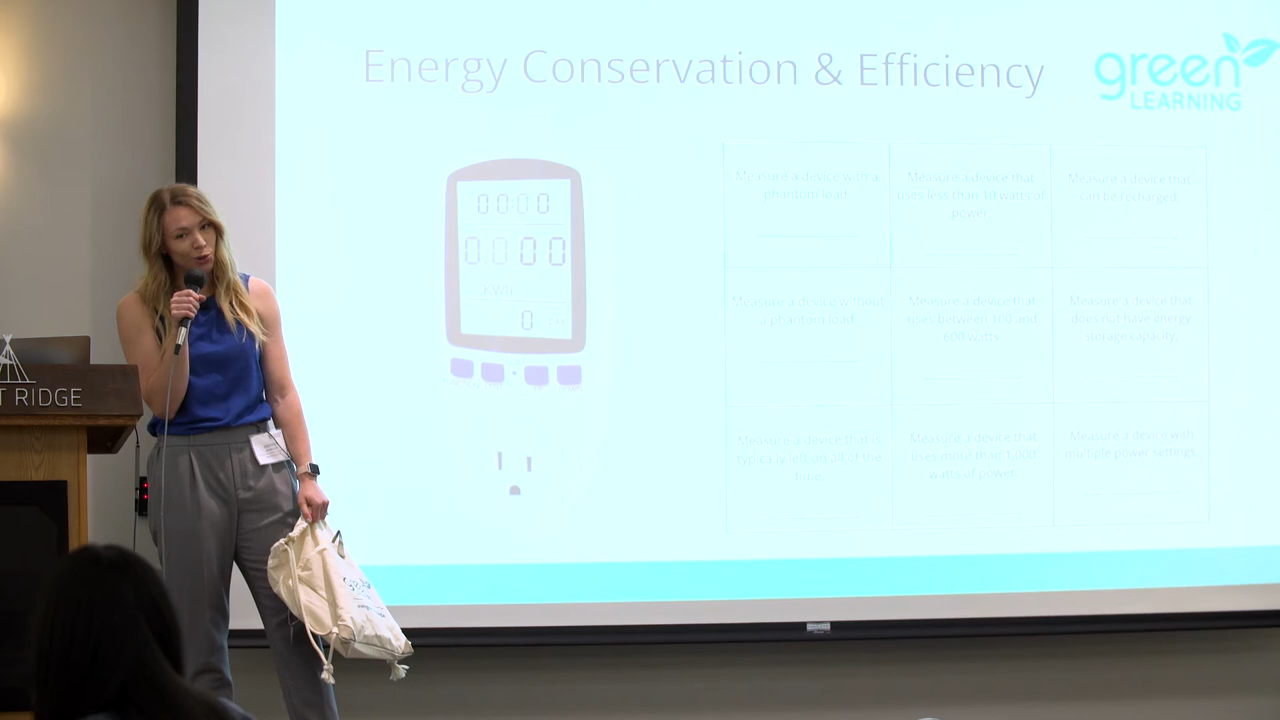 Energy Conservation & Efficiency
green
LEARNING
00:00
00.00
KWH
0
Measure a device with a
phantom load.
Measure a device that
uses less than 10 watts of
power.
Measure a device that
can be recharged.
Measure a device without
a phantom load.
Measure a device that
uses between 100 and
600 watts.
Measure a device that
does not have energy
storage capacity.
Measure a device that is
typically left on all of the
time.
Measure a device that
uses more than 1,000
watts of power.
Measure a device with
multiple power settings.
T RIDGE